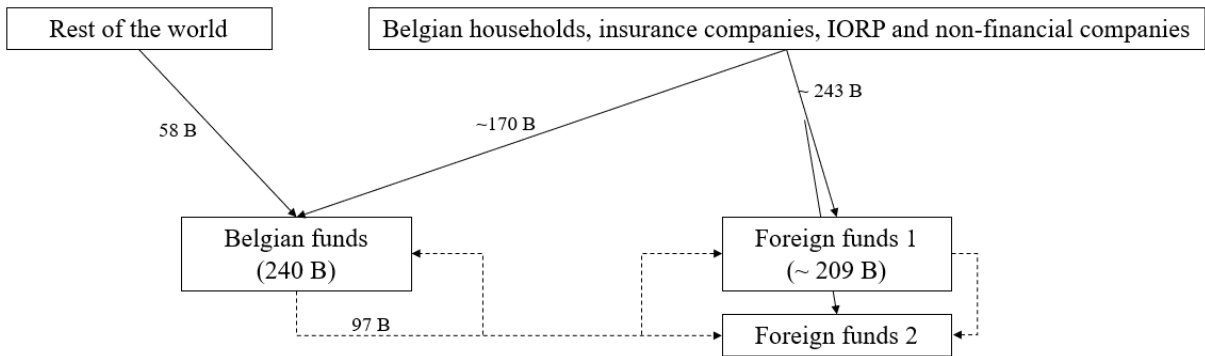 Rest of the world
Belgian households, insurance companies, IORP and non-financial companies
~ 243 B
58 B
~170 B
Belgian funds
(240 B)
Foreign funds 1
(~ 209 B)
97 B
Foreign funds 2